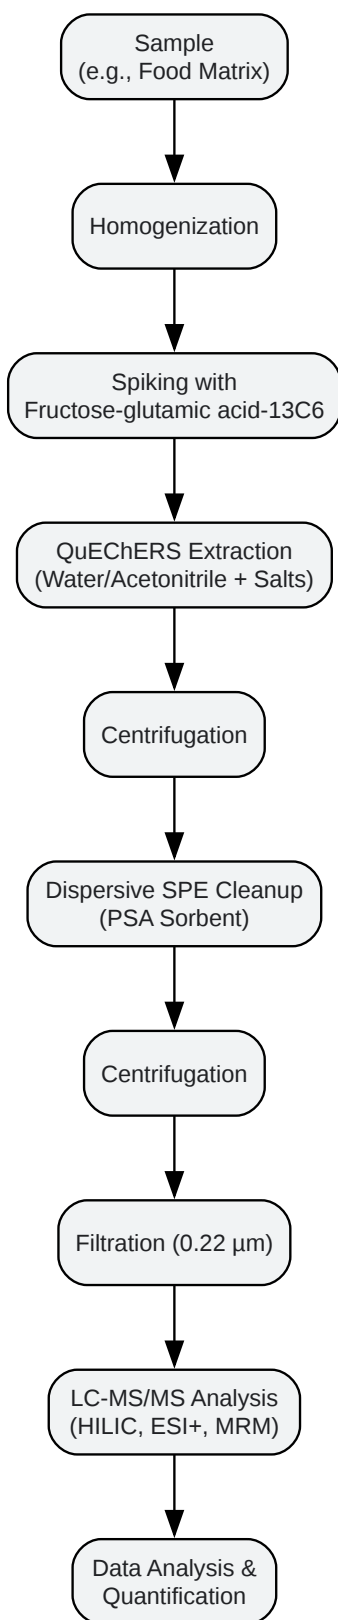 Sample
(e.g., Food Matrix)
Homogenization
Spiking with
Fructose-glutamic acid-13C6
QuEChERS Extraction
(Water/Acetonitrile + Salts)
Centrifugation
Dispersive SPE Cleanup
(PSA Sorbent)
Centrifugation
Filtration (0.22 µm)
LC-MS/MS Analysis
(HILIC, ESI+, MRM)
Data Analysis &
Quantification